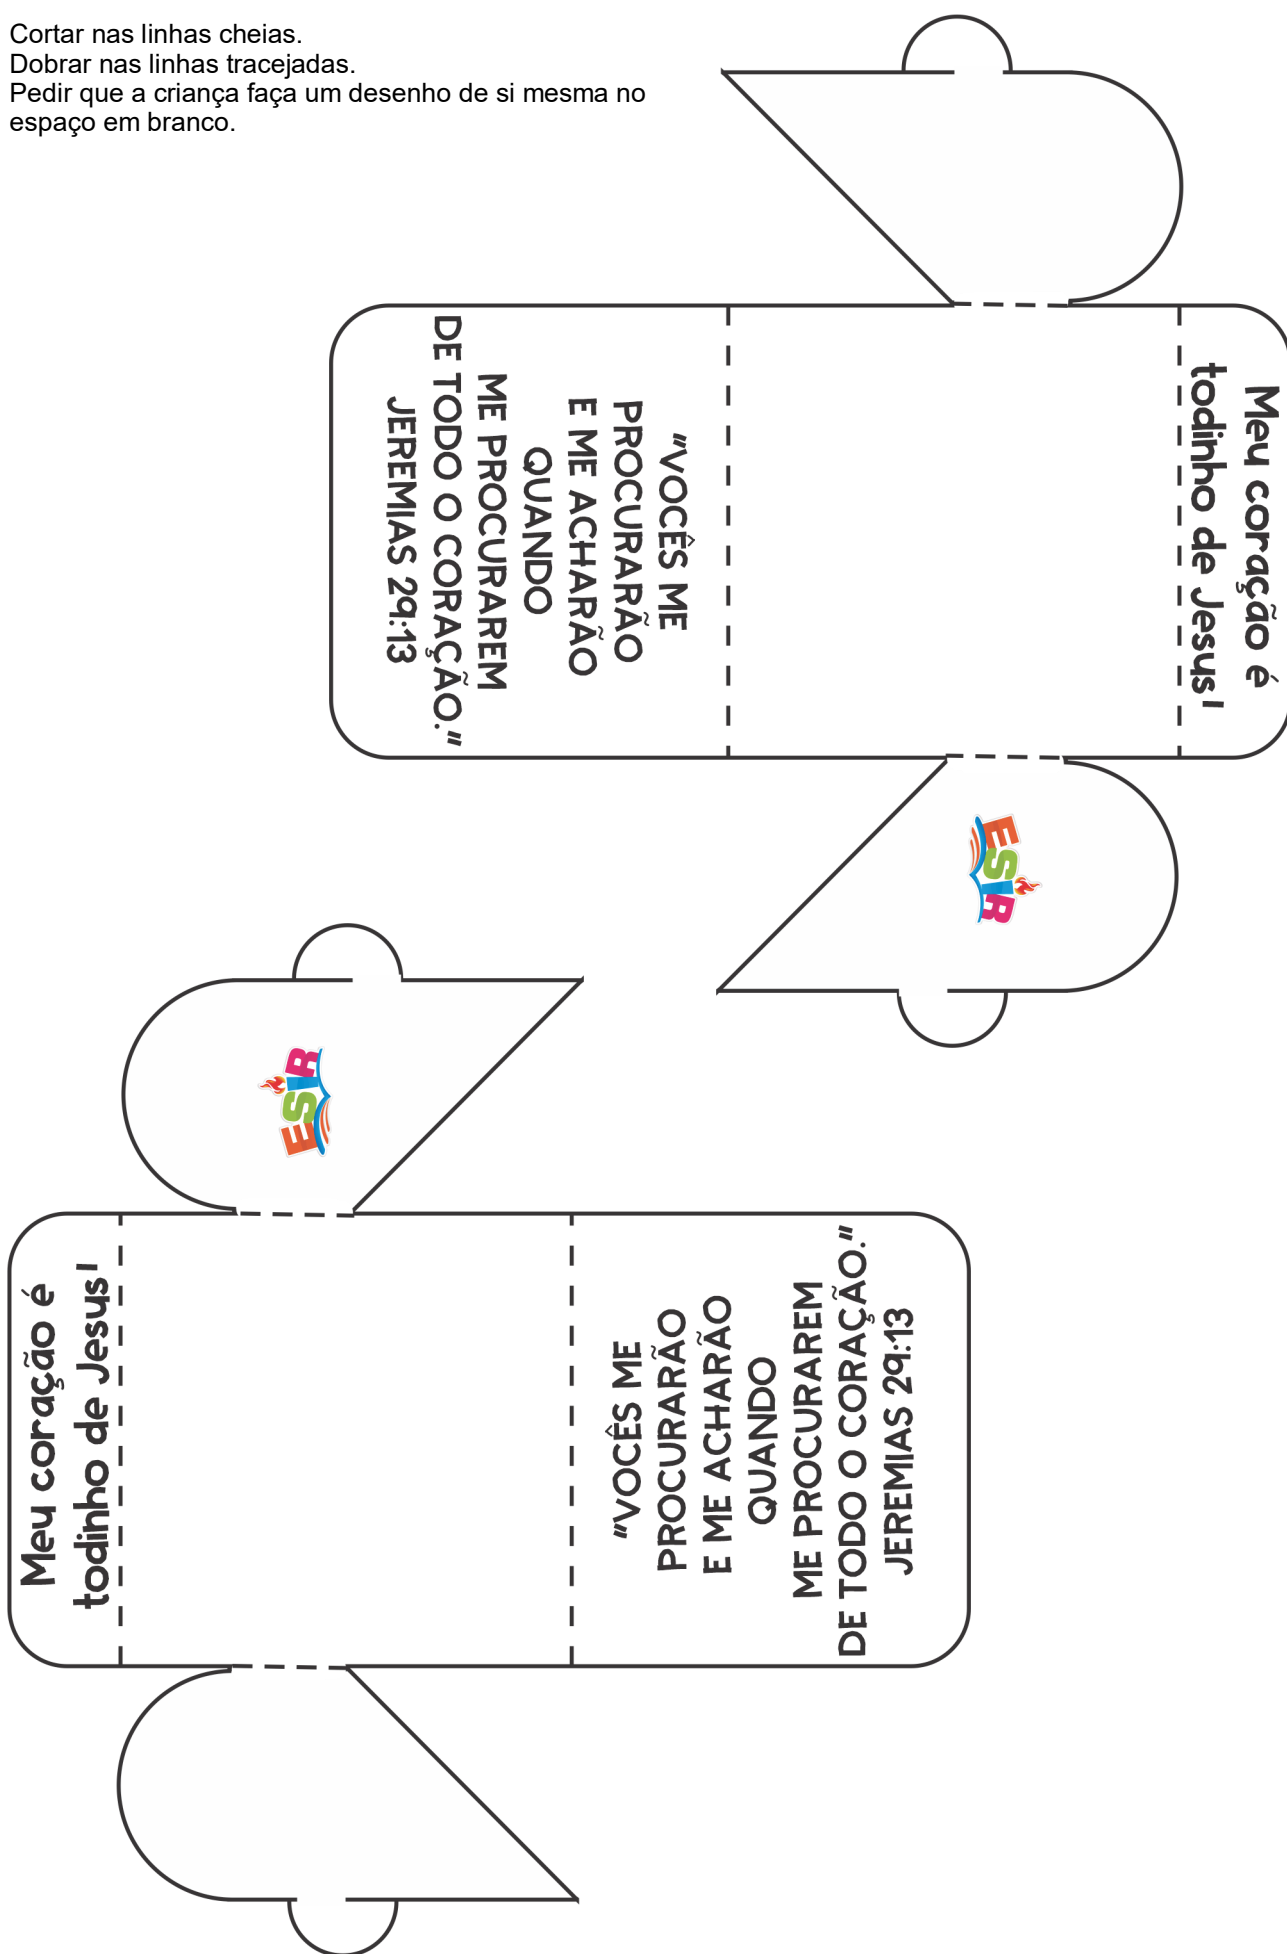 Cortar nas linhas cheias.
Dobrar nas linhas tracejadas.
Pedir que a criança faça um desenho de si mesma no
espaço em branco.
Meu coração é
todinho de Jesus!
"VOCÊS ME
PROCURARÃO
E ME ACHARÃO
QUANDO
ME PROCURAREM
DE TODO O CORAÇÃO."
JEREMIAS 29:13
ESIR
ESIR
Meu coração é
todinho de Jesus!
"VOCÊS ME
PROCURARÃO
E ME ACHARÃO
QUANDO
ME PROCURAREM
DE TODO O CORAÇÃO."
JEREMIAS 29:13